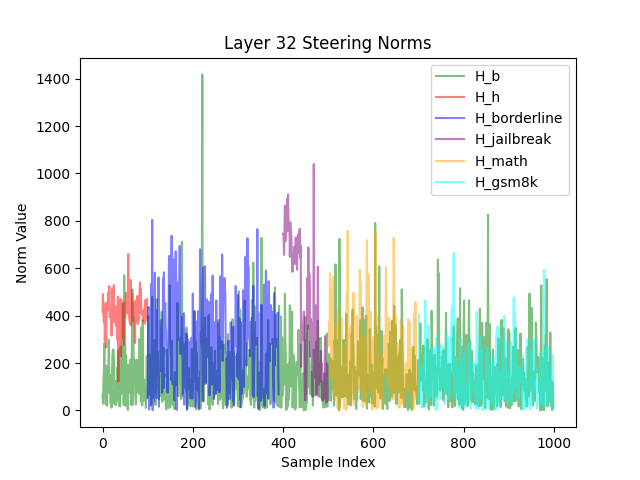 Layer 32 Steering Norms
Norm Value
1400
1200
1000
800
600
400
200
0
H_b
H_h
H_borderline
H_jailbreak
H_math
H_gsm8k
0 200 400 600 800 1000
Sample Index